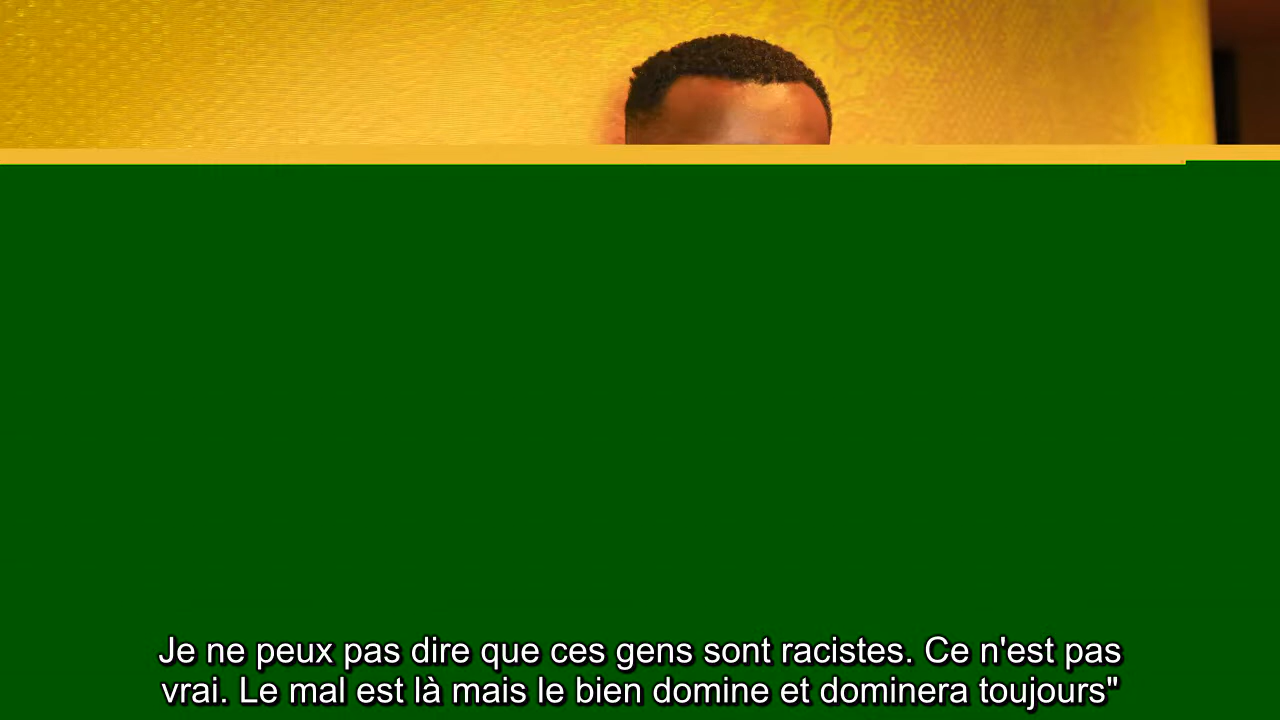 Je ne peux pas dire que ces gens sont racistes. Ce n'est pas
vrai. Le mal est là mais le bien domine et dominera toujours"